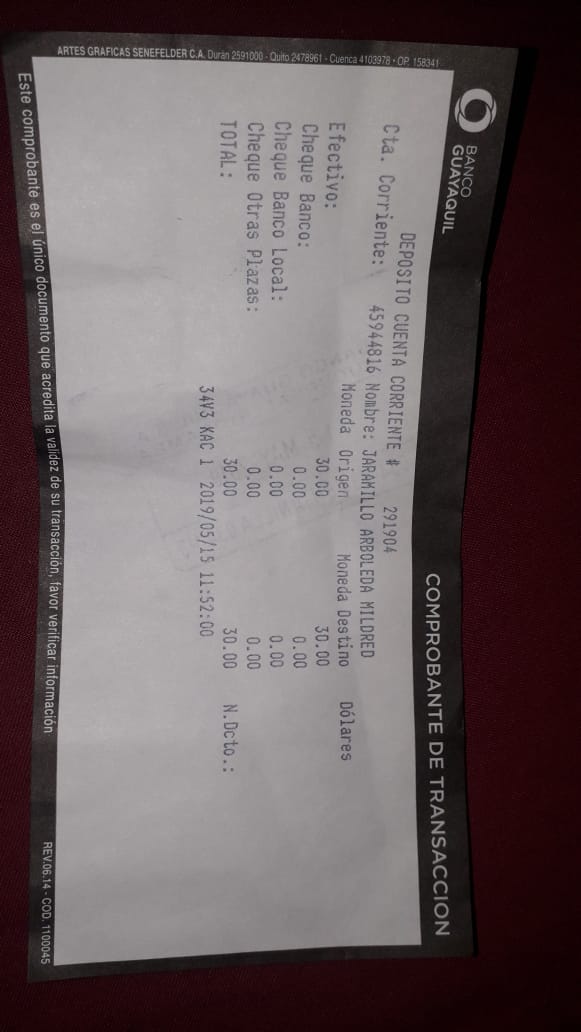 BANCO
GUAYAQUIL
COMPROBANTE DE TRANSACCION
DEPOSITO CUENTA CORRIENTE # 291904
Cta. Corriente: 45944816 Nombre: JARAMILLO ARBOLEDA MILDRED
Moneda Origen Moneda Destino Dólares
Efectivo: 30.00 30.00
Cheque Banco: 0.00 0.00
Cheque Banco Local: 0.00 0.00
Cheque Otras Plazas: 0.00 0.00
TOTAL: 30.00 30.00 N.Dcto.:
34V3 KAC 1 2019/05/15 11:52:00
Este comprobante es el único documento que acredita la validez de su transacción, favor verificar información
REV.06.14 - COD. 1100045
ARTES GRAFICAS SENEFELDER C.A. Durán 2591000 - Quito 2478961 - Cuenca 4103978 - OP. 158341